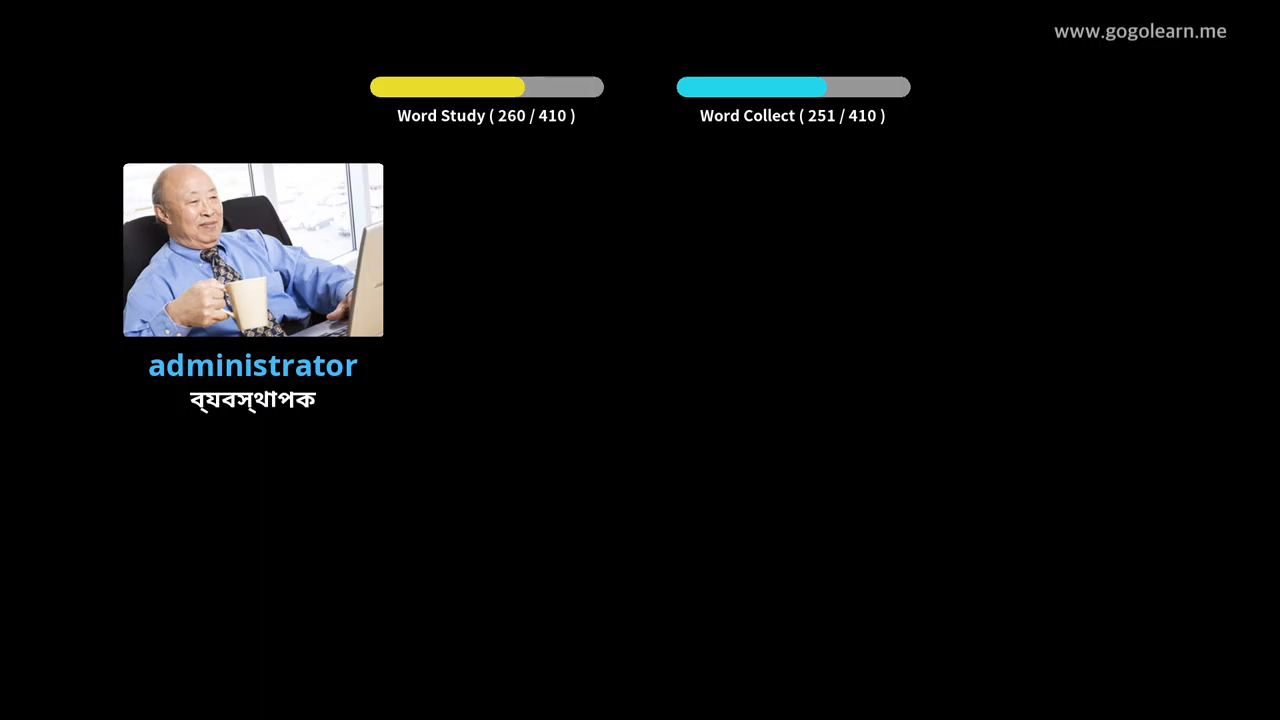 www.gogolearn.me
Word Study ( 260 / 410 )
Word Collect ( 251 / 410 )
administrator
ব্যবস্থাপক